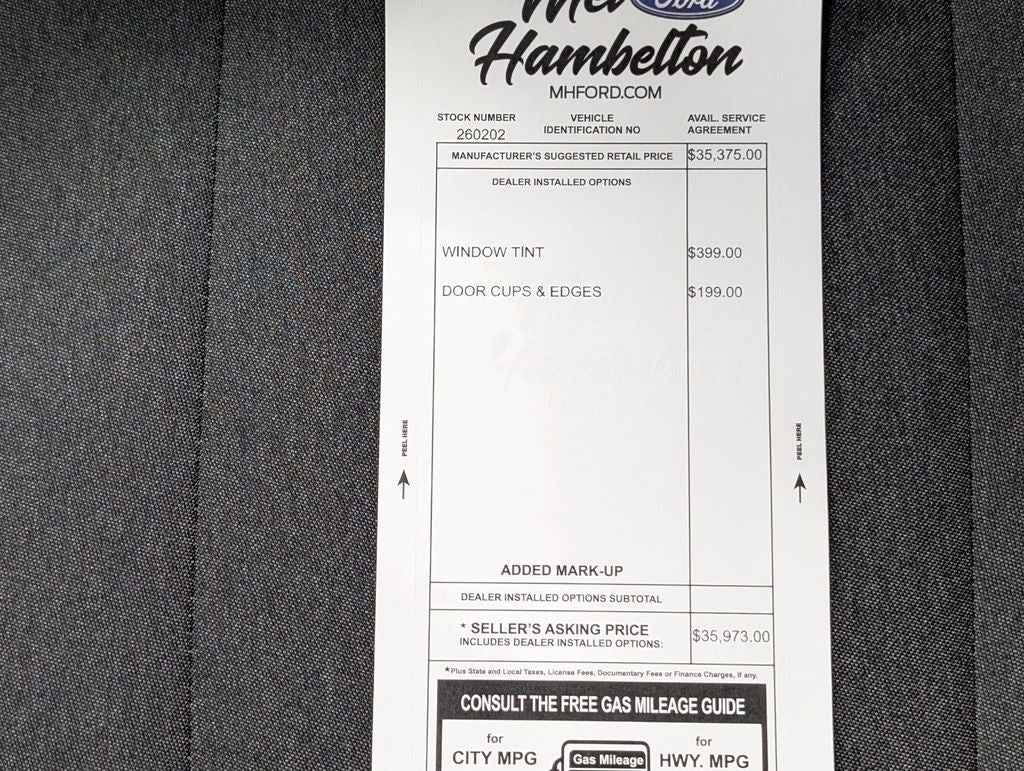 Mel Ford
Hambelton
MHFORD.COM
STOCK NUMBER
260202
VEHICLE
IDENTIFICATION NO
AVAIL. SERVICE
AGREEMENT
MANUFACTURER'S SUGGESTED RETAIL PRICE $35,375.00
DEALER INSTALLED OPTIONS
WINDOW TINT $399.00
DOOR CUPS & EDGES $199.00
PEEL HERE
PEEL HERE
ADDED MARK-UP
DEALER INSTALLED OPTIONS SUBTOTAL
* SELLER'S ASKING PRICE
INCLUDES DEALER INSTALLED OPTIONS: $35,973.00
*Plus State and Local Taxes, License Fees, Documentary Fees or Finance Charges, if any.
CONSULT THE FREE GAS MILEAGE GUIDE
for
CITY MPG
Gas Mileage
for
HWY. MPG